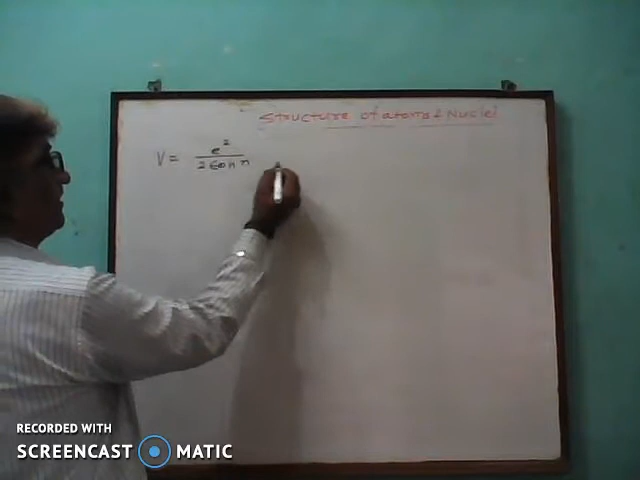 Structure of atoms & Nuclei
V = e² / 2 ϵ0 h n
RECORDED WITH
SCREENCAST MATIC